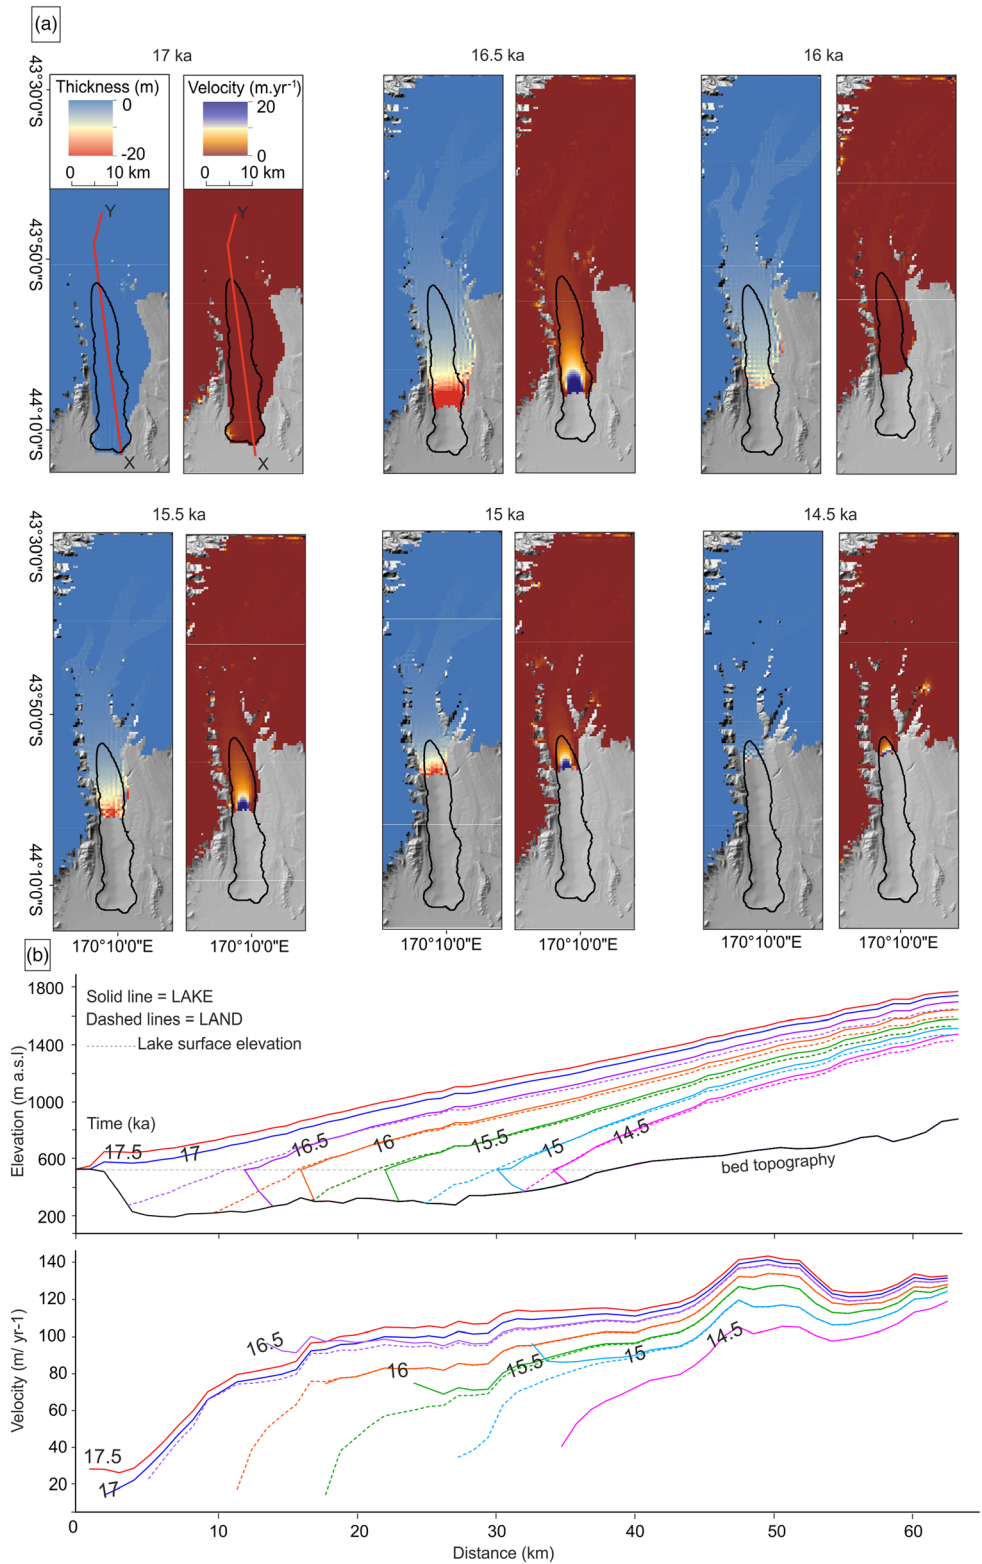 (a)
17 ka
16.5 ka
16 ka
43°30'0"S
43°50'0"S
44°10'0"S
Thickness (m)
0
-20
0 10 km
Velocity (m.yr-1)
20
0
0 10 km
Y
X
Y
X
15.5 ka
15 ka
14.5 ka
43°30'0"S
43°50'0"S
44°10'0"S
170°10'0"E
170°10'0"E
170°10'0"E
170°10'0"E
170°10'0"E
170°10'0"E
(b)
Elevation (m a.s.l)
1800
1400
1000
600
200
Solid line = LAKE
Dashed lines = LAND
Lake surface elevation
Time (ka)
17.5
17
16.5
16
15.5
15
14.5
bed topography
Velocity (m/ yr-1)
140
120
100
80
60
40
20
16.5
16
15.5
15
14.5
17.5
17
0
10
20
30
40
50
60
Distance (km)